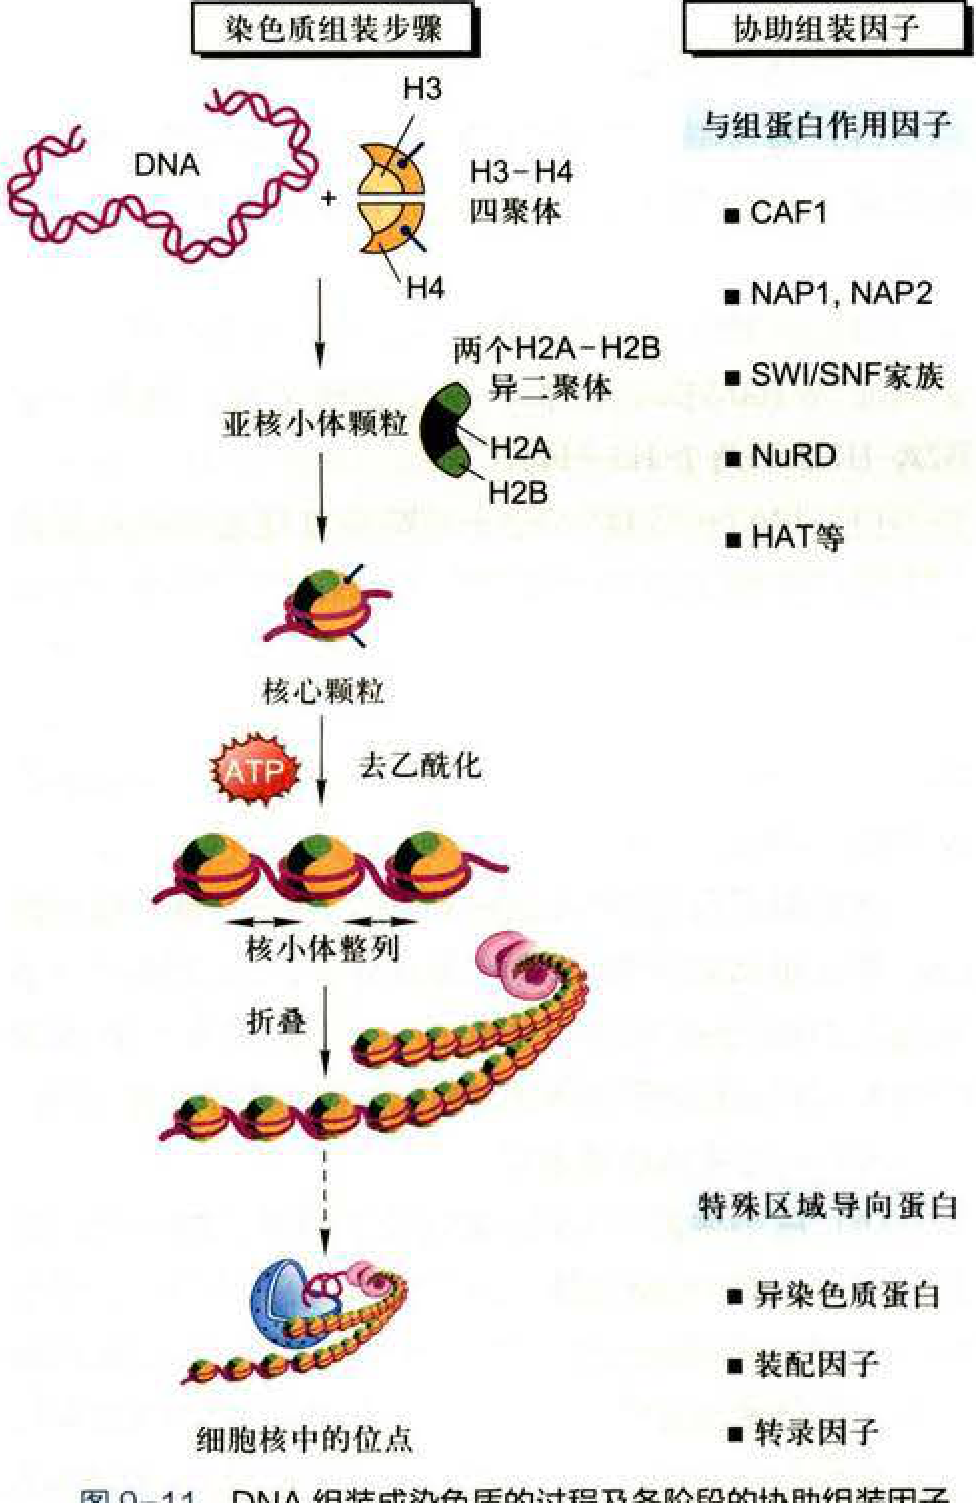 染色质组装步骤
协助组装因子
H3
与组蛋白作用因子
DNA
+
H3-H4
四聚体
■ CAF1
H4
■ NAP1, NAP2
两个H2A-H2B
异二聚体
■ SWI/SNF家族
亚核小体颗粒
H2A
■ NuRD
H2B
■ HAT等
核心颗粒
ATP
去乙酰化
核小体整列
折叠
特殊区域导向蛋白
■ 异染色质蛋白
■ 装配因子
■ 转录因子
细胞核中的位点
图 9-11 DNA 组装成染色质的过程及各阶段的协助组装因子